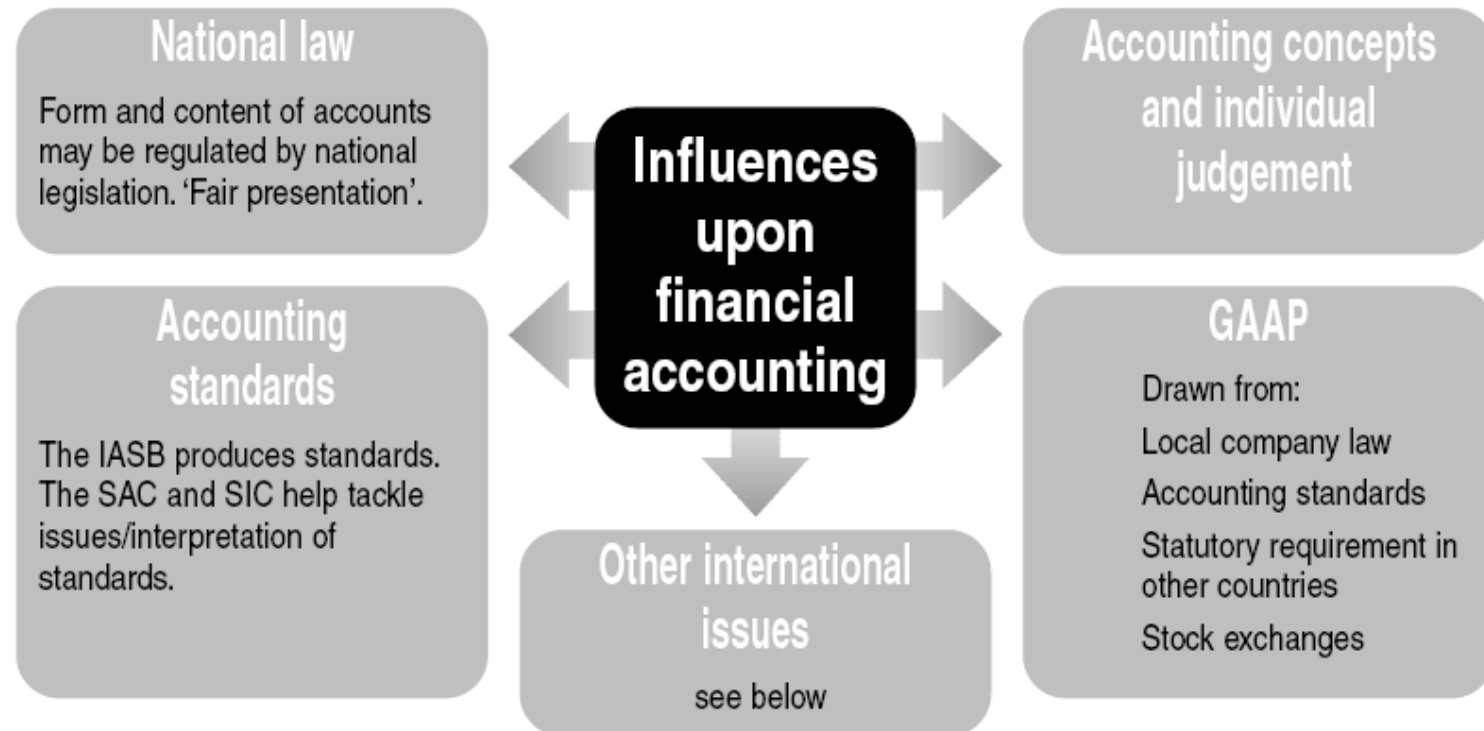 National law
Form and content of accounts
may be regulated by national
legislation. ‘Fair presentation’.
Accounting
standards
The IASB produces standards.
The SAC and SIC help tackle
issues/interpretation of
standards.
Influences
upon
financial
accounting
Other international
issues
see below
Accounting concepts
and individual
judgement
GAAP
Drawn from:
Local company law
Accounting standards
Statutory requirement in
other countries
Stock exchanges